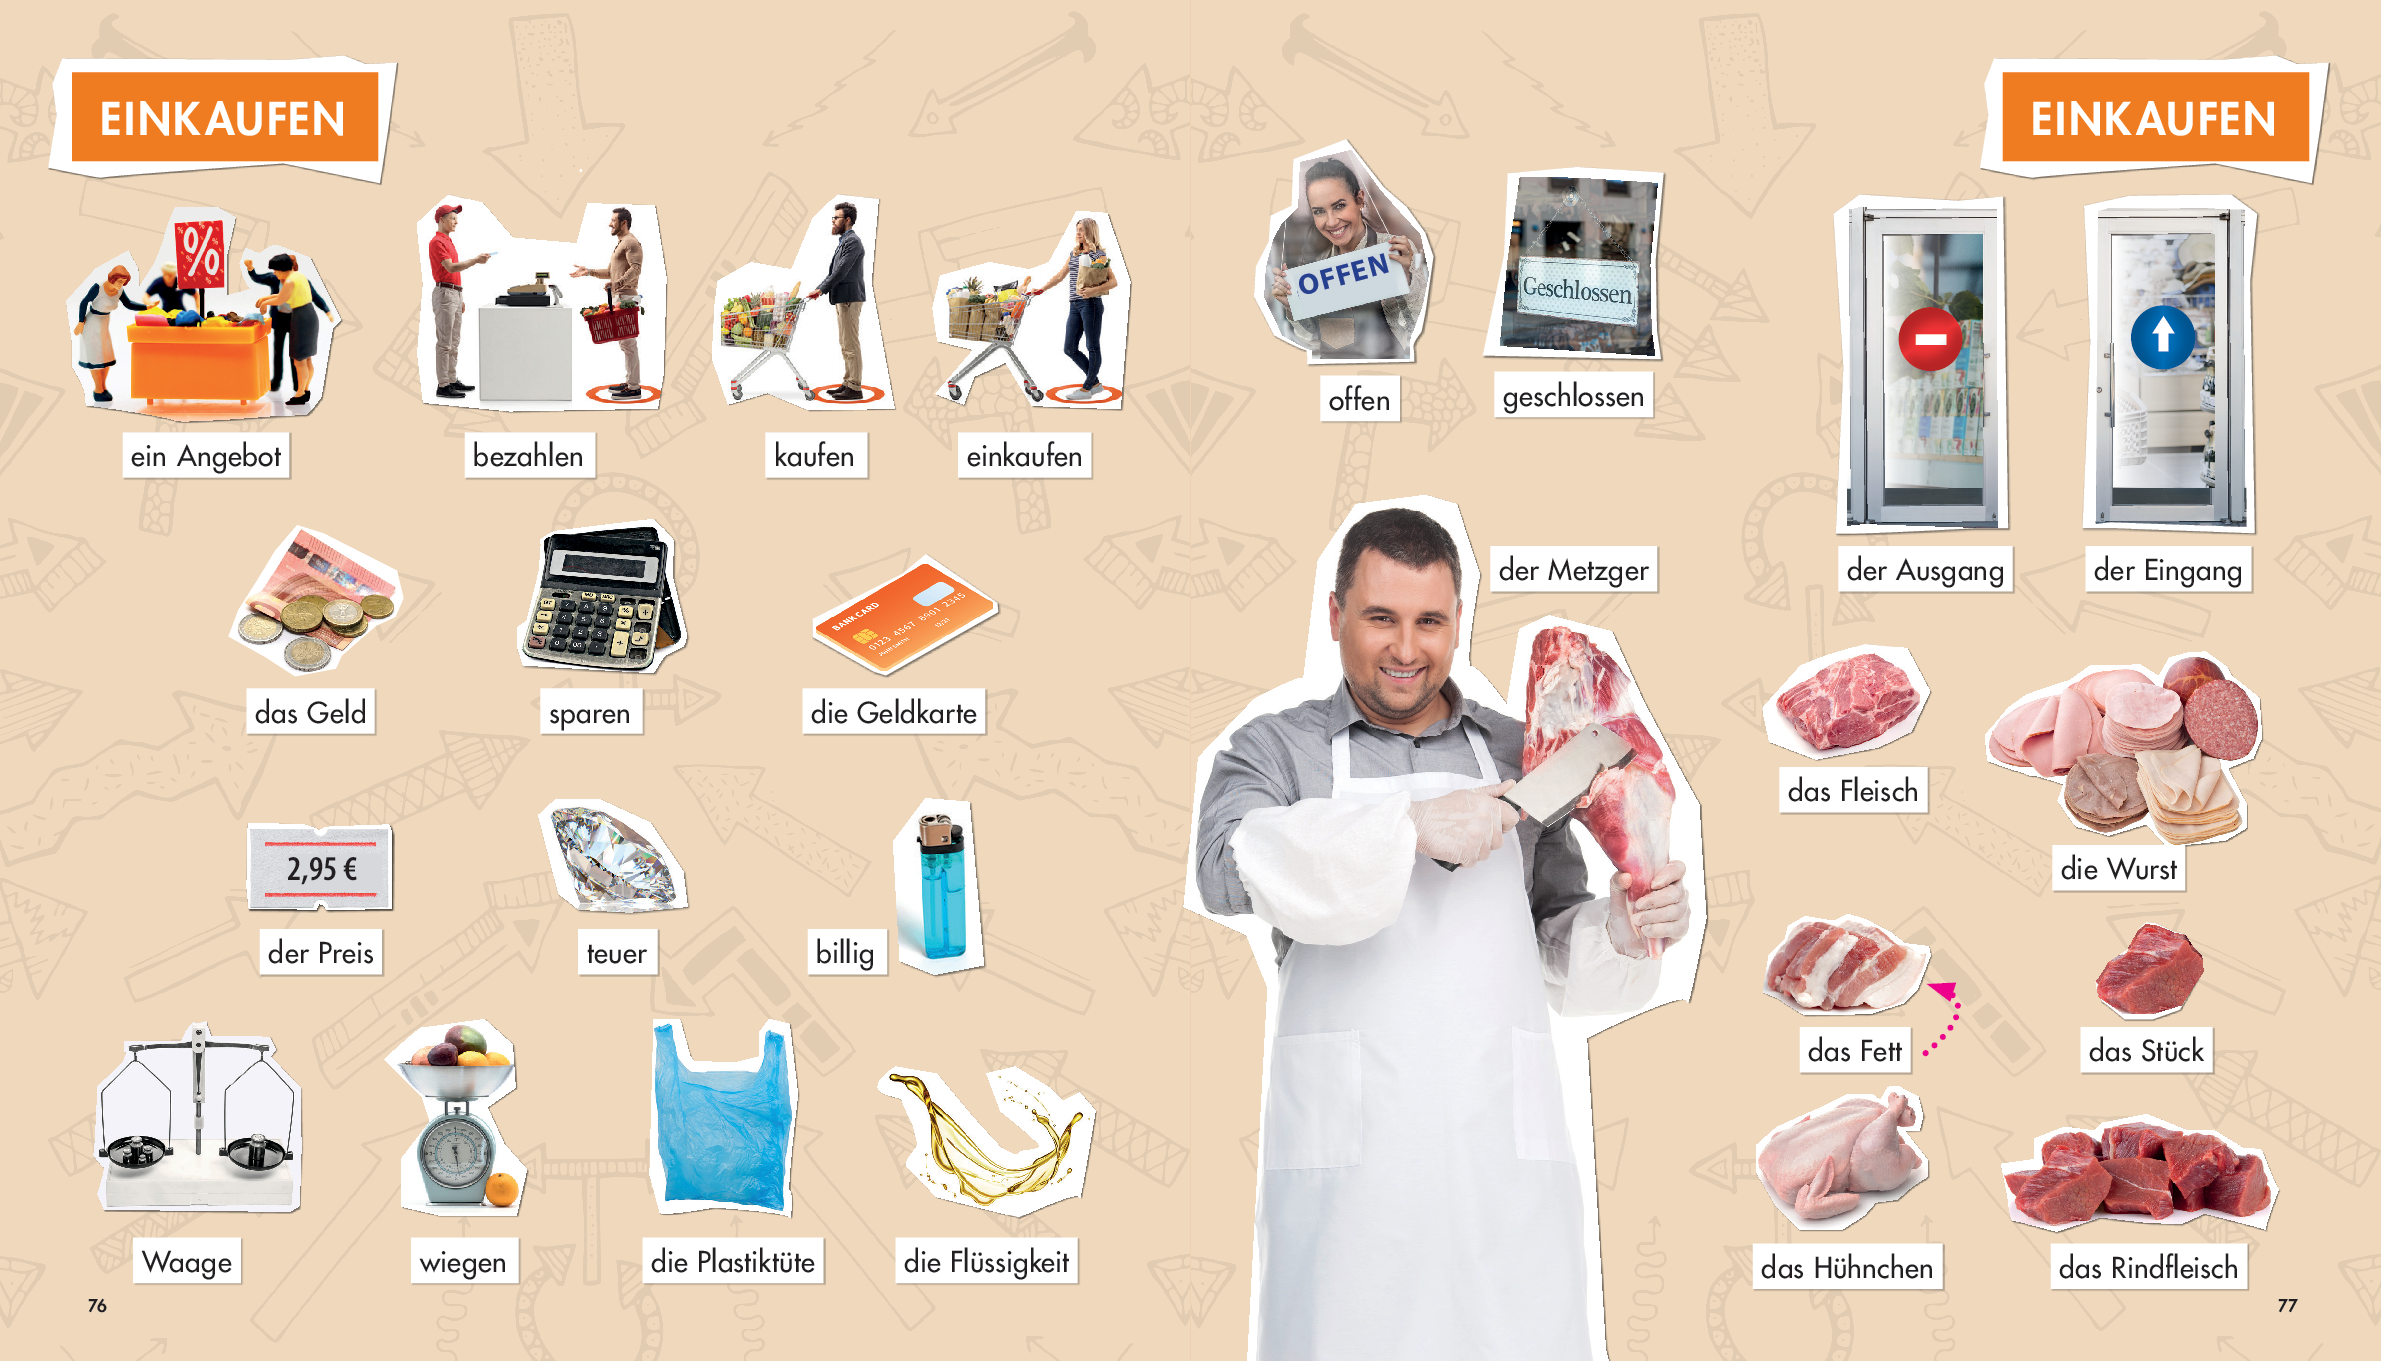 EINKAUFEN
%
ein Angebot
bezahlen
kaufen
einkaufen
das Geld
sparen
BANK CARD
0123 4567 8901 2345
die Geldkarte
2,95 €
der Preis
teuer
billig
Waage
wiegen
die Plastiktüte
die Flüssigkeit
76
EINKAUFEN
OFFEN
offen
Geschlossen
geschlossen
der Ausgang
der Eingang
der Metzger
das Fleisch
die Wurst
das Fett
das Stück
das Hühnchen
das Rindfleisch
77